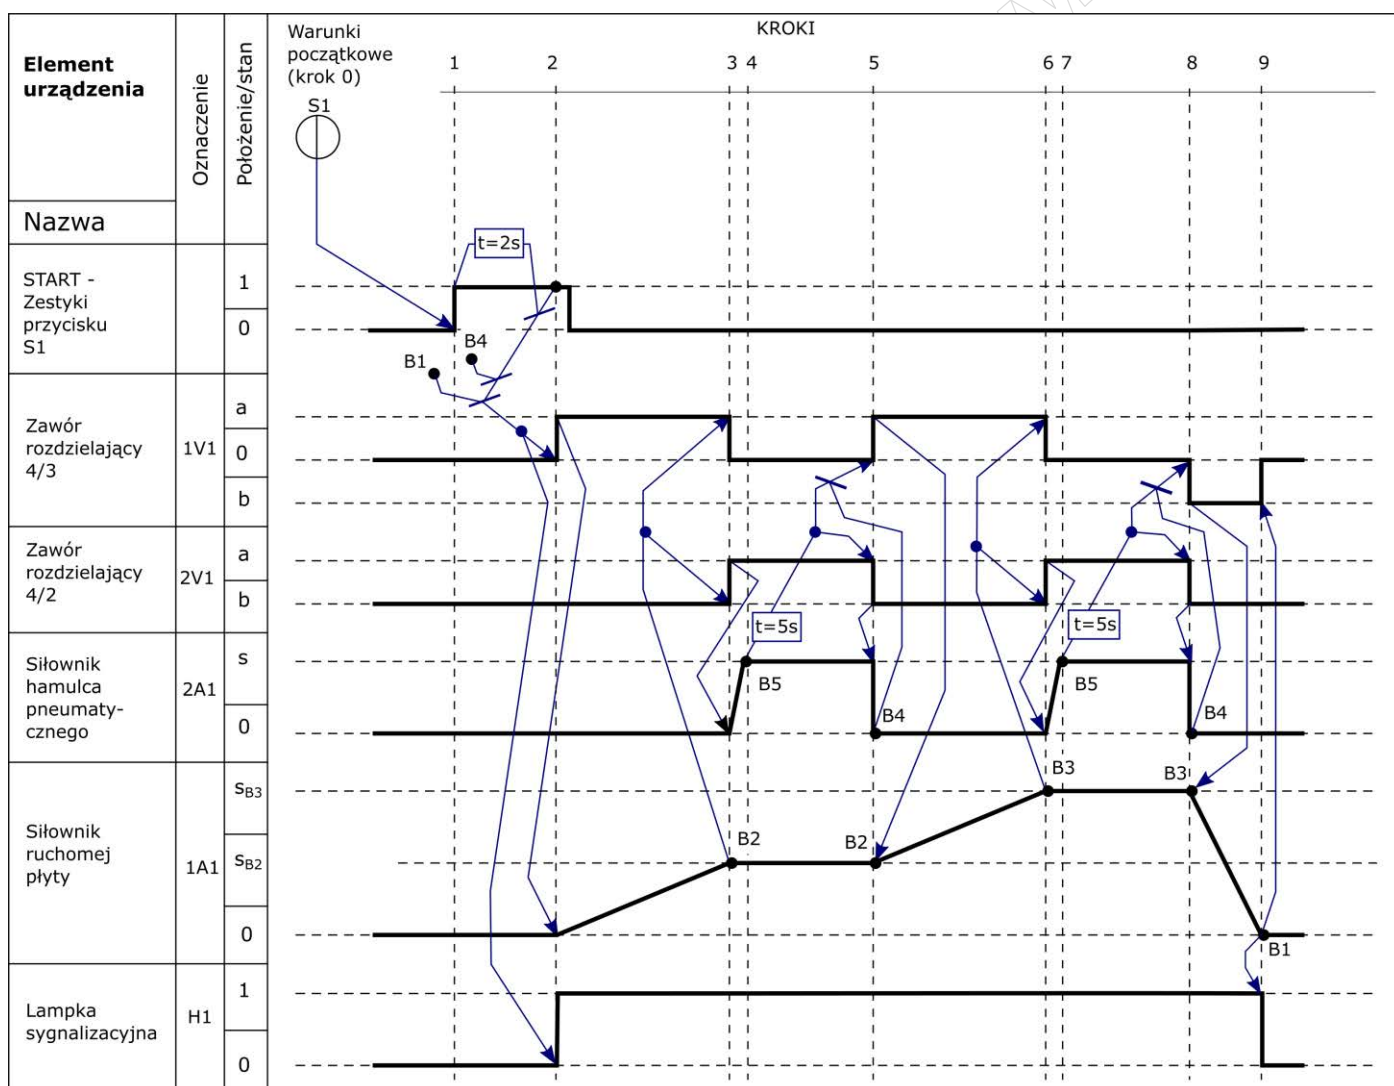 Element
urządzenia
Nazwa
Oznaczenie
Położenie/stan
Warunki
początkowe
(krok 0)
KROKI
1 2 3 4 5 6 7 8 9
S1
START -
Zestyki
przycisku
S1
1
0
t=2s
B1
B4
Zawór
rozdzielający
4/3
1V1
a
0
b
Zawór
rozdzielający
4/2
2V1
a
b
t=5s
t=5s
Siłownik
hamulca
pneumaty-
cznego
2A1
s
0
B5
B4
B5
B4
Siłownik
ruchomej
płyty
1A1
sB3
sB2
0
B2
B2
B3
B3
B1
Lampka
sygnalizacyjna
H1
1
0